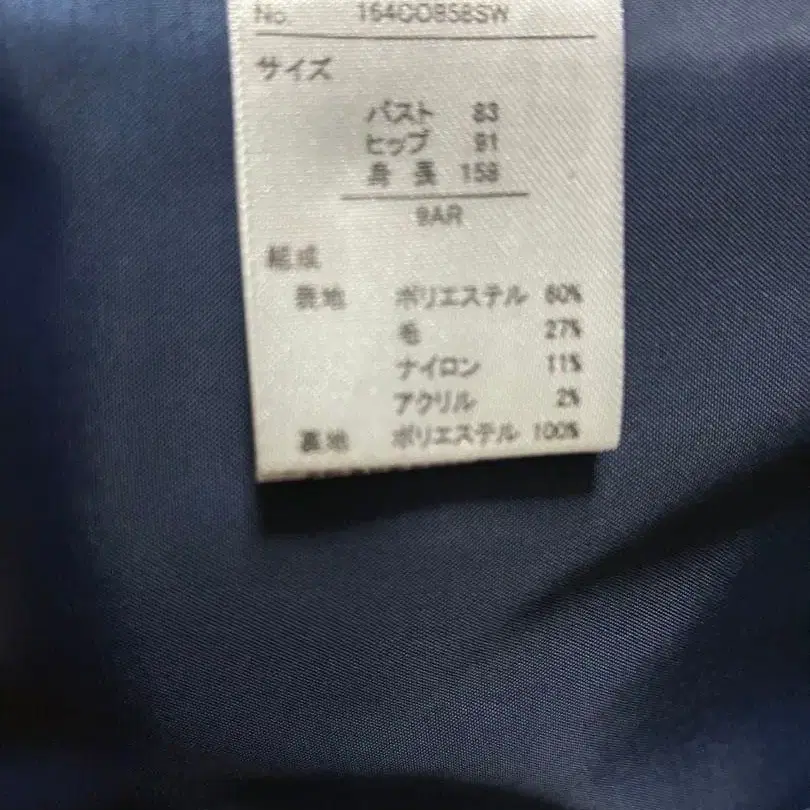 No. 164CO858SW
サイズ
バスト 83
ヒップ 91
身長 158
9AR
組成
表地 ポリエステル 60%
毛 27%
ナイロン 11%
アクリル 2%
裏地 ポリエステル 100%